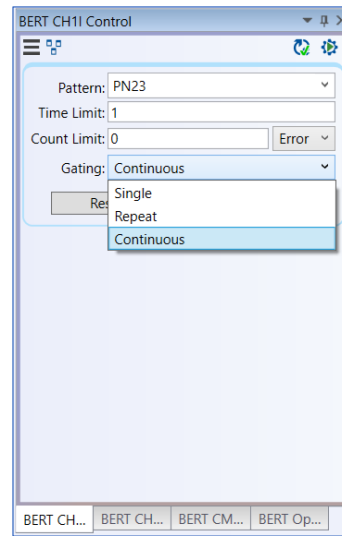 BERT CH1I Control
Pattern: PN23
Time Limit: 1
Count Limit: 0 Error
Gating: Continuous
Res
Single
Repeat
Continuous
BERT CH... BERT CH... BERT CM... BERT Op...